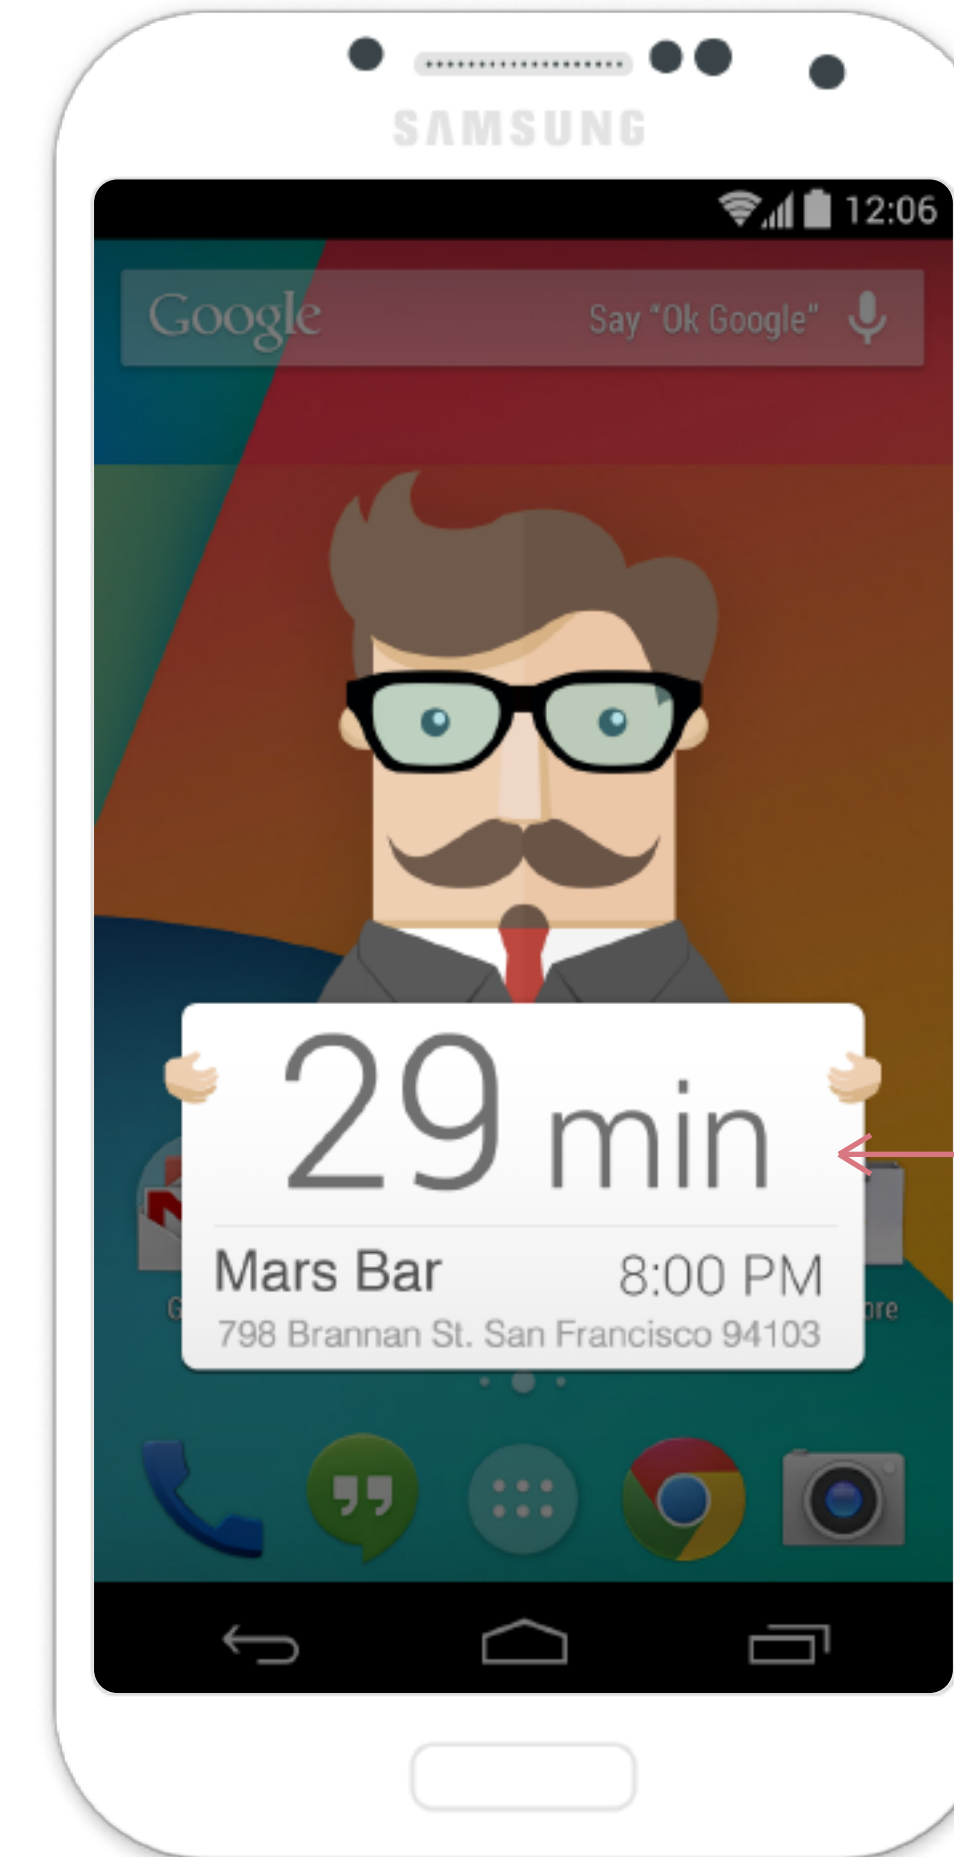 SAMSUNG
12:06
Google Say “Ok Google”
29 min
Mars Bar 8:00 PM
798 Brannan St. San Francisco 94103